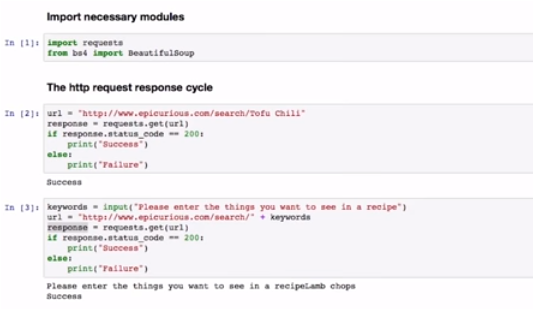 Import necessary modules
In [1]: import requests
from bs4 import BeautifulSoup
The http request response cycle
In [2]: url = "http://www.epicurious.com/search/Tofu Chili"
response = requests.get(url)
if response.status_code == 200:
    print("Success")
else:
    print("Failure")
Success
In [3]: keywords = input("Please enter the things you want to see in a recipe")
url = "http://www.epicurious.com/search/" + keywords
response = requests.get(url)
if response.status_code == 200:
    print("Success")
else:
    print("Failure")
Please enter the things you want to see in a recipeLamb chops
Success